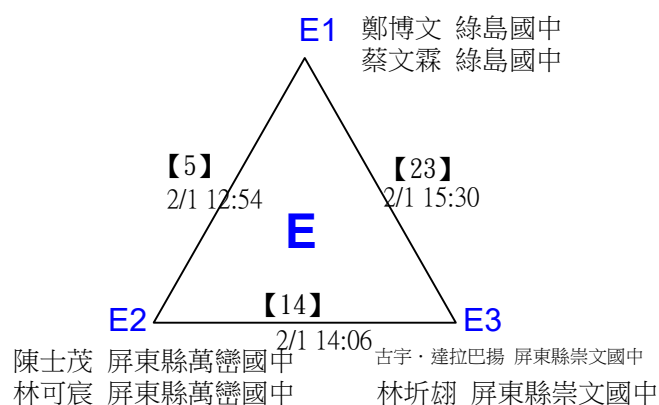 E1
鄭博文 綠島國中
蔡文霖 綠島國中
【5】
2/1 12:54
【23】
2/1 15:30
E
【14】
2/1 14:06
E2
E3
陳士茂 屏東縣萬巒國中
林可宸 屏東縣萬巒國中
古宇．達拉巴揚 屏東縣崇文國中
林圻翃 屏東縣崇文國中